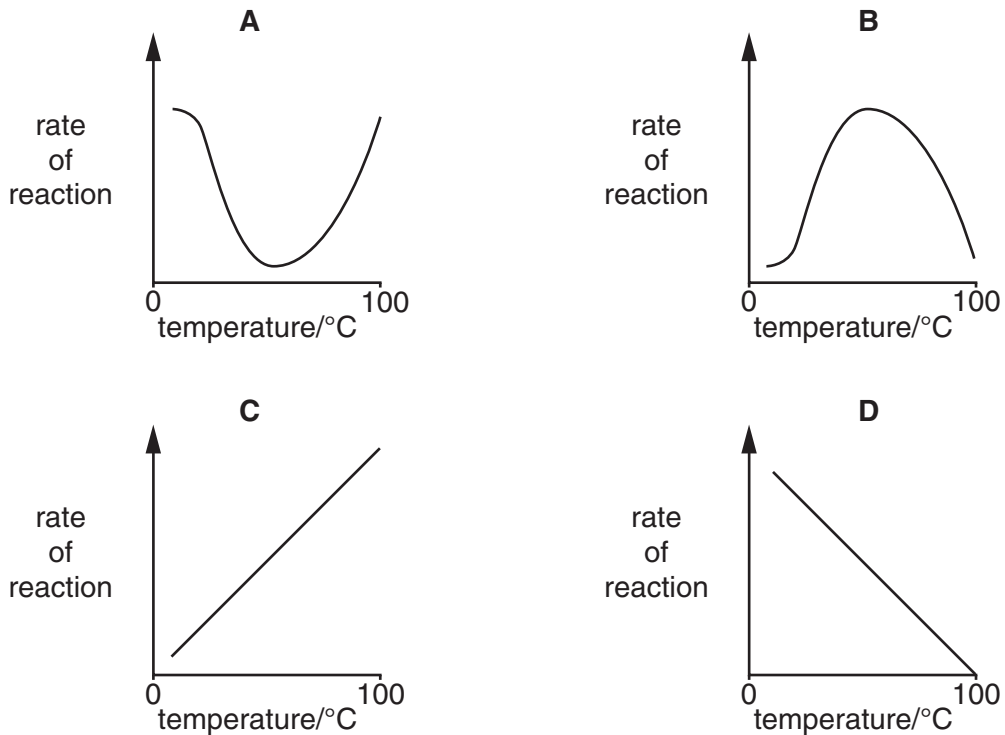 A
rate
of
reaction
0
100
temperature/°C
B
rate
of
reaction
0
100
temperature/°C
C
rate
of
reaction
0
100
temperature/°C
D
rate
of
reaction
0
100
temperature/°C